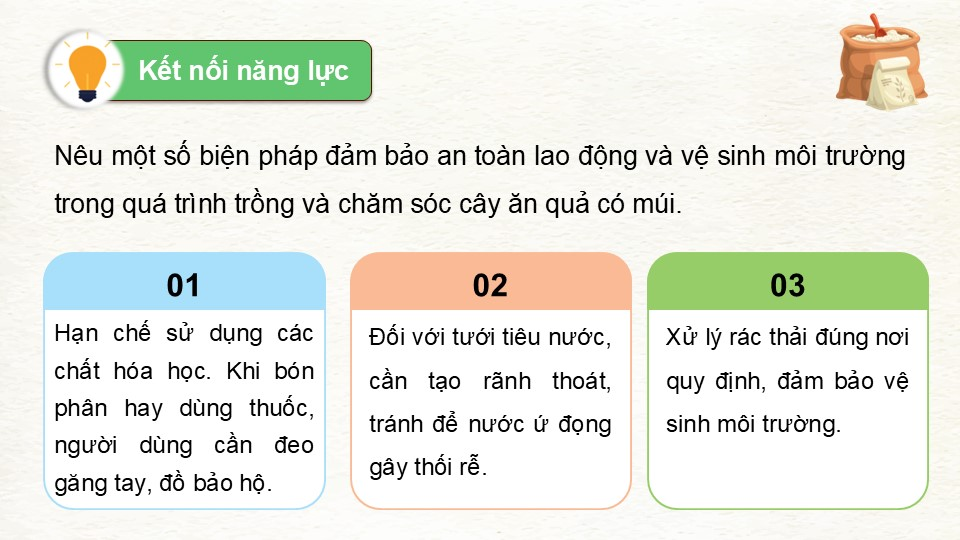 Kết nối năng lực
Nêu một số biện pháp đảm bảo an toàn lao động và vệ sinh môi trường
trong quá trình trồng và chăm sóc cây ăn quả có múi.
01
Hạn chế sử dụng các
chất hóa học. Khi bón
phân hay dùng thuốc,
người dùng cần đeo
găng tay, đồ bảo hộ.
02
Đối với tưới tiêu nước,
cần tạo rãnh thoát,
tránh để nước ứ đọng
gây thối rễ.
03
Xử lý rác thải đúng nơi
quy định, đảm bảo vệ
sinh môi trường.